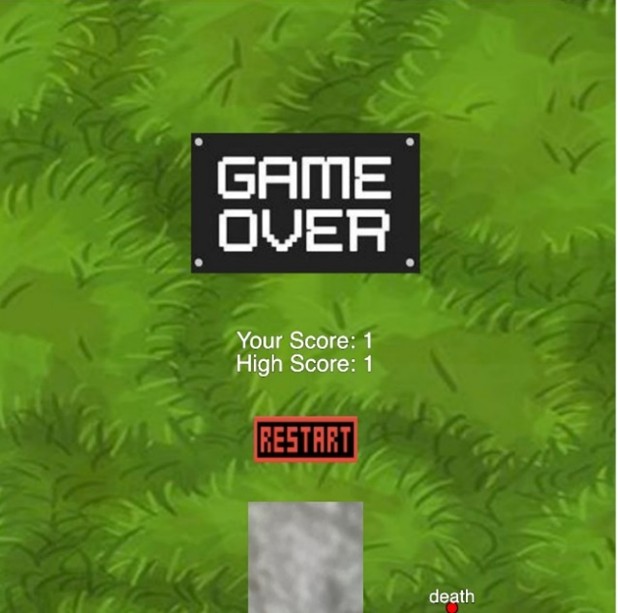 GAME
OVER
Your Score: 1
High Score: 1
RESTART
death